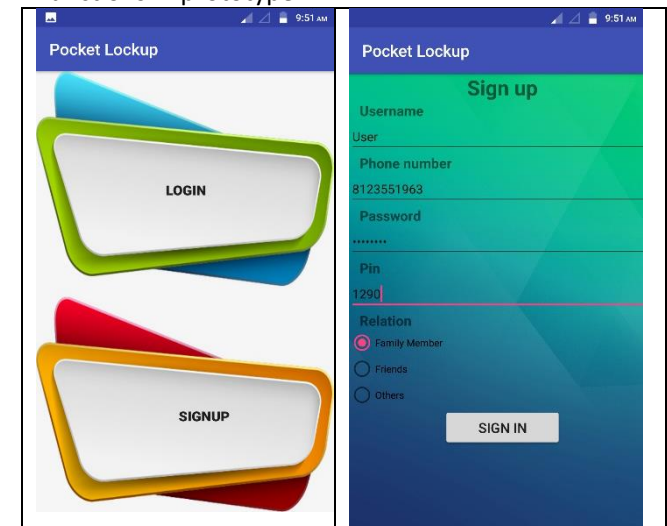 9:51 AM
Pocket Lockup
LOGIN
SIGNUP
9:51 AM
Pocket Lockup
Sign up
Username
User
Phone number
8123551963
Password
••••••••
Pin
1290
Relation
Family Member
Friends
Others
SIGN IN